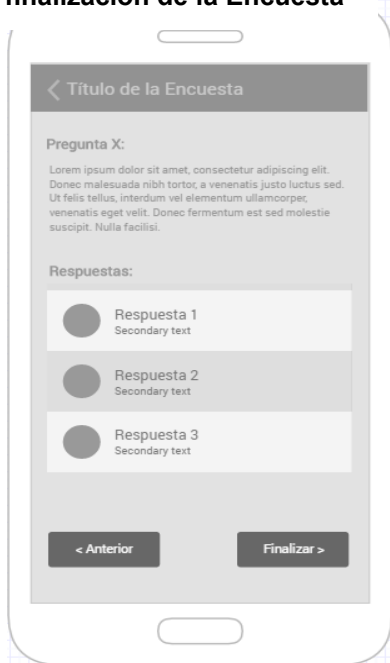 finalización de la Encuesta
Título de la Encuesta
Pregunta X:
Lorem ipsum dolor sit amet, consectetur adipiscing elit.
Donec malesuada nibh tortor, a venenatis justo luctus sed.
Ut felis tellus, interdum vel elementum ullamcorper,
venenatis eget velit. Donec fermentum est sed molestie
suscipit. Nulla facilisi.
Respuestas:
Respuesta 1
Secondary text
Respuesta 2
Secondary text
Respuesta 3
Secondary text
< Anterior
Finalizar >